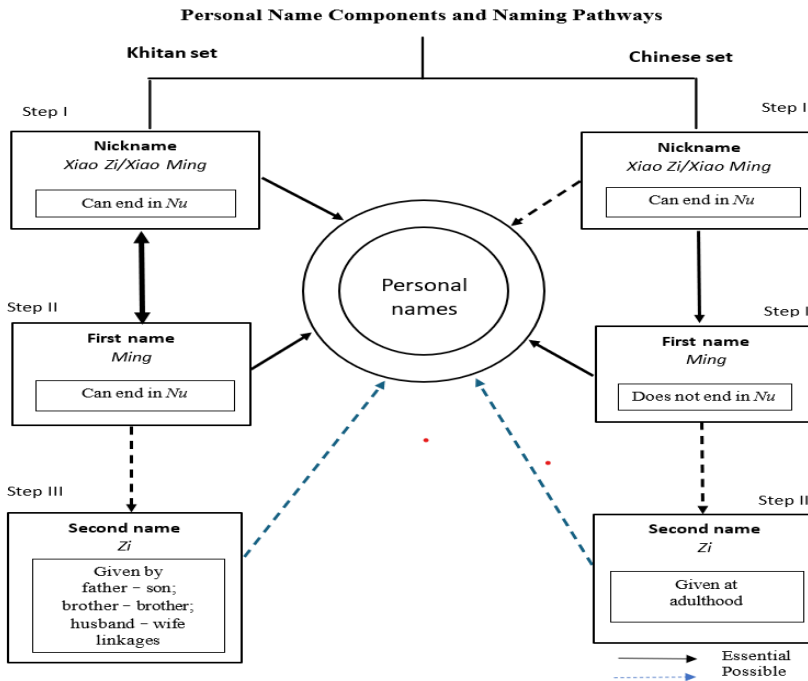 Personal Name Components and Naming Pathways
Khitan set
Chinese set
Step I
Nickname
Xiao Zi/Xiao Ming
Can end in Nu
Step II
First name
Ming
Can end in Nu
Step III
Second name
Zi
Given by
father – son;
brother – brother;
husband – wife
linkages
Personal
names
Step I
Nickname
Xiao Zi/Xiao Ming
Can end in Nu
Step I
First name
Ming
Does not end in Nu
Step II
Second name
Zi
Given at
adulthood
Essential
Possible